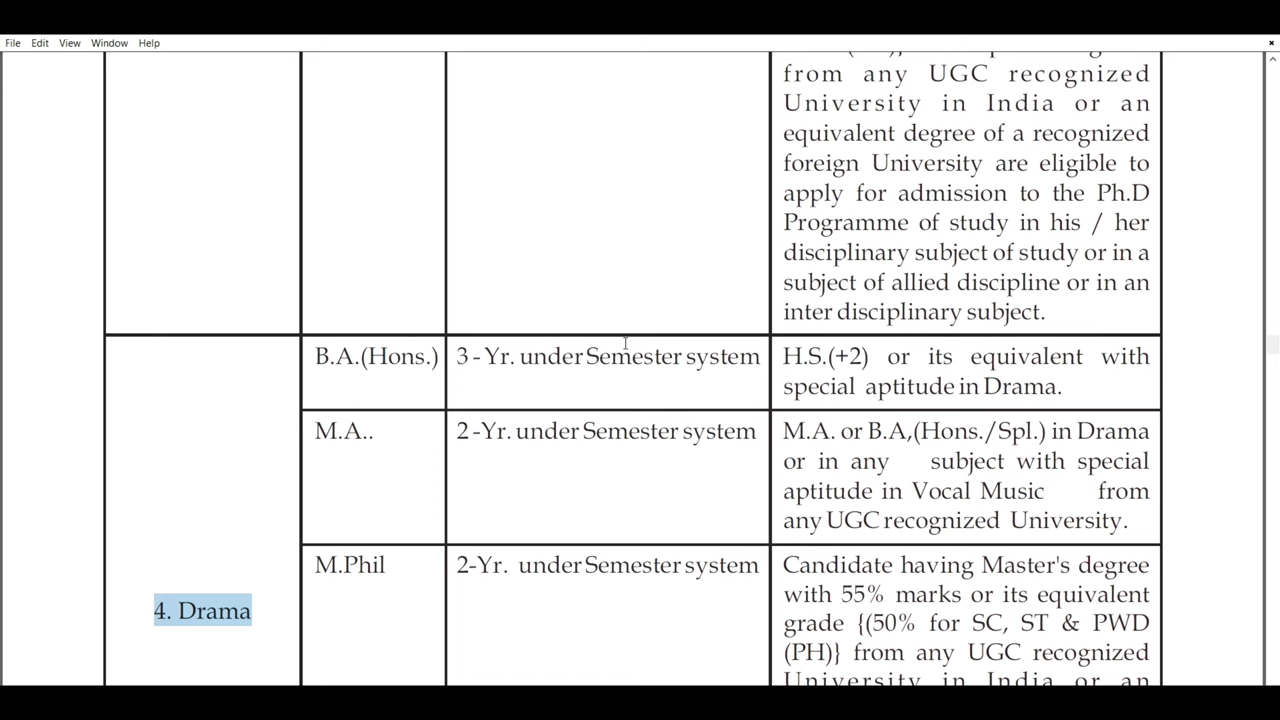 File Edit View Window Help
from any UGC recognized
University in India or an
equivalent degree of a recognized
foreign University are eligible to
apply for admission to the Ph.D
Programme of study in his / her
disciplinary subject of study or in a
subject of allied discipline or in an
inter disciplinary subject.
4. Drama
B.A.(Hons.)
3 - Yr. under Semester system
H.S.(+2) or its equivalent with
special aptitude in Drama.
M.A..
2 -Yr. under Semester system
M.A. or B.A,(Hons./Spl.) in Drama
or in any subject with special
aptitude in Vocal Music from
any UGC recognized University.
M.Phil
2-Yr. under Semester system
Candidate having Master's degree
with 55% marks or its equivalent
grade {(50% for SC, ST & PWD
(PH)} from any UGC recognized
University in India or an